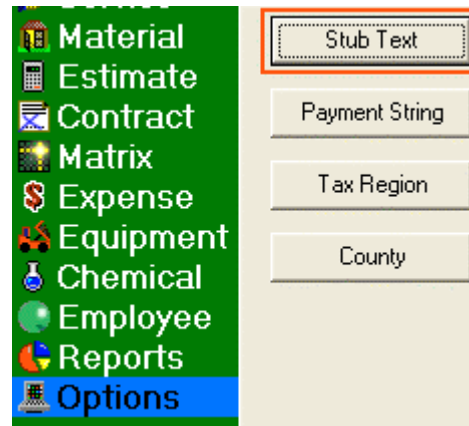 Material
Estimate
Contract
Matrix
Expense
Equipment
Chemical
Employee
Reports
Options
Stub Text
Payment String
Tax Region
County